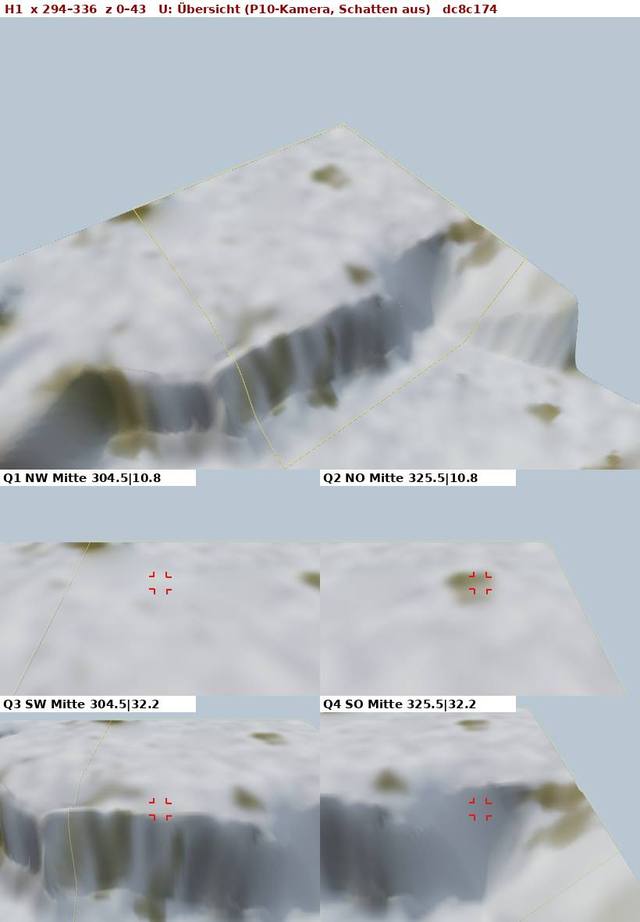 H1 x 294–336 z 0–43 U: Übersicht (P10-Kamera, Schatten aus) dc8c174
Q1 NW Mitte 304.5|10.8
Q2 NO Mitte 325.5|10.8
Q3 SW Mitte 304.5|32.2
Q4 SO Mitte 325.5|32.2